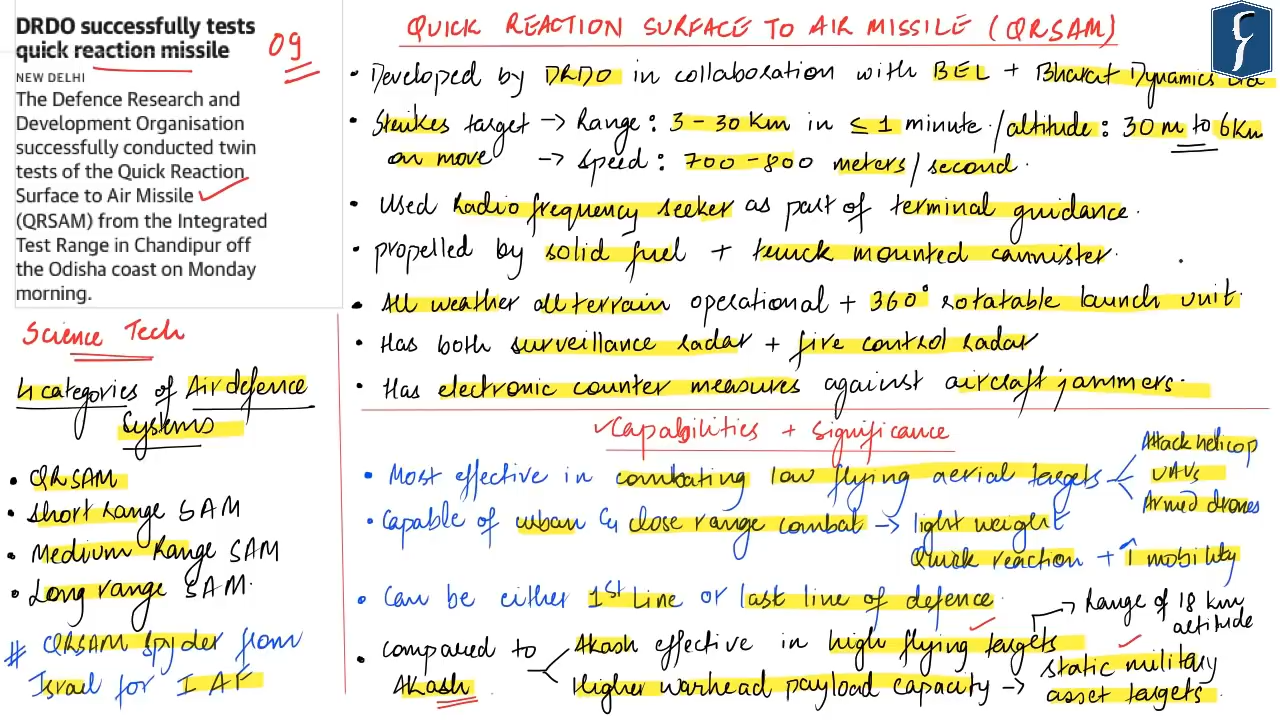 DRDO successfully tests
quick reaction missile
09
NEW DELHI
The Defence Research and
Development Organisation
successfully conducted twin
tests of the Quick Reaction
Surface to Air Missile
(QRSAM) from the Integrated
Test Range in Chandipur off
the Odisha coast on Monday
morning.
Science Tech
4 categories of Air defence
Systems
• QRSAM
• Short Range SAM
• Medium Range SAM
• Long range SAM.
# QRSAM Spyder from
Israel for IAF
QUICK REACTION SURFACE TO AIR MISSILE (QRSAM)
• Developed by DRDO in collaboration with BEL + Bharat Dynamics Ltd
• Strikes target → Range : 3 - 30 Km in ≤ 1 minute / altitude : 30 m to 6 Km
on move → Speed : 700 - 800 meters / second.
• Used Radio frequency seeker as part of terminal guidance.
• propelled by solid fuel + truck mounted cannister.
• All weather all terrain operational + 360° rotatable launch unit.
• Has both surveillance radar + fire control radar
• Has electronic counter measures against aircraft jammers.
Capabilities + Significance
• Most effective in combating low flying aerial targets
Attack helicop
UAVs
Armed drones
• Capable of urban & close range combat → light weight
Quick reaction + ↑ mobility
• Can be either 1st Line or last line of defence.
• compared to Akash
Akash effective in high flying targets → Range of 18 km altitude
Higher warhead payload capacity → static military asset targets.